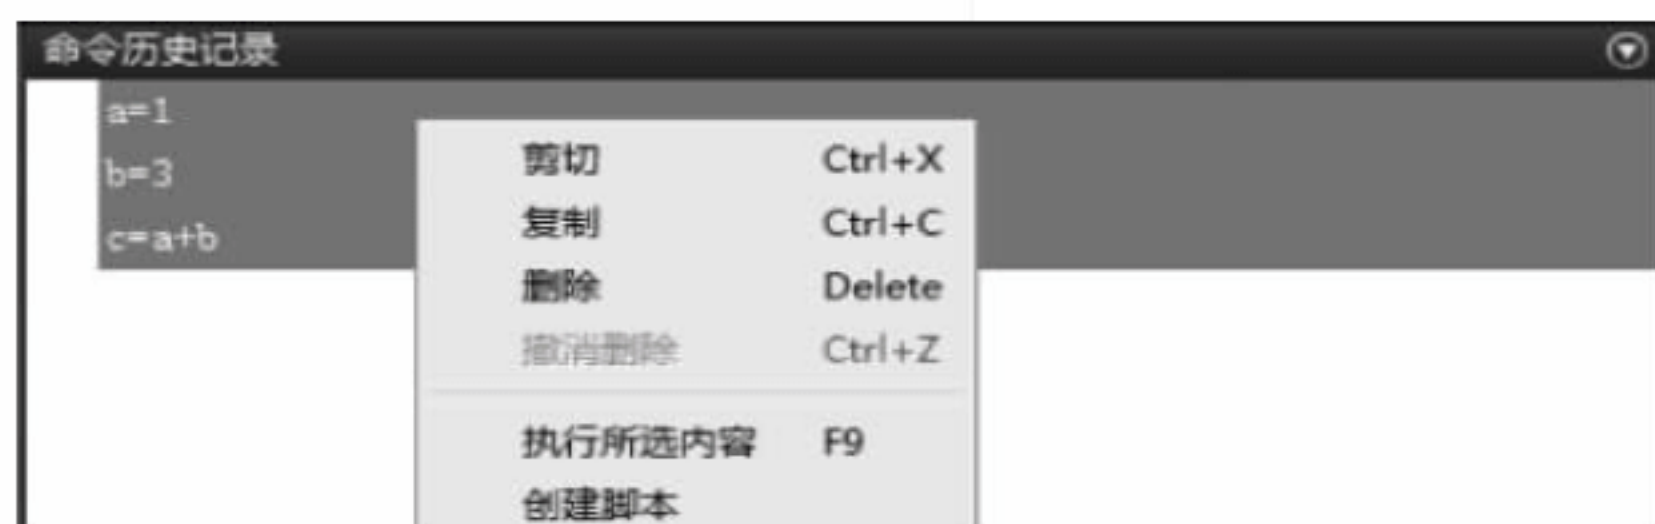 命令历史记录
a=1
b=3
c=a+b
剪切 Ctrl+X
复制 Ctrl+C
删除 Delete
撤消删除 Ctrl+Z
执行所选内容 F9
创建脚本